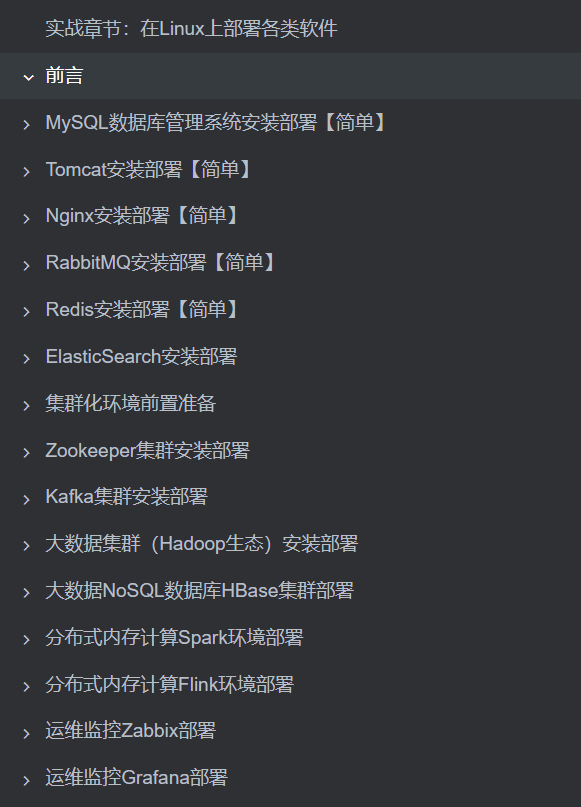 实战章节：在Linux上部署各类软件
前言
MySQL数据库管理系统安装部署【简单】
Tomcat安装部署【简单】
Nginx安装部署【简单】
RabbitMQ安装部署【简单】
Redis安装部署【简单】
ElasticSearch安装部署
集群化环境前置准备
Zookeeper集群安装部署
Kafka集群安装部署
大数据集群（Hadoop生态）安装部署
大数据NoSQL数据库HBase集群部署
分布式内存计算Spark环境部署
分布式内存计算Flink环境部署
运维监控Zabbix部署
运维监控Grafana部署